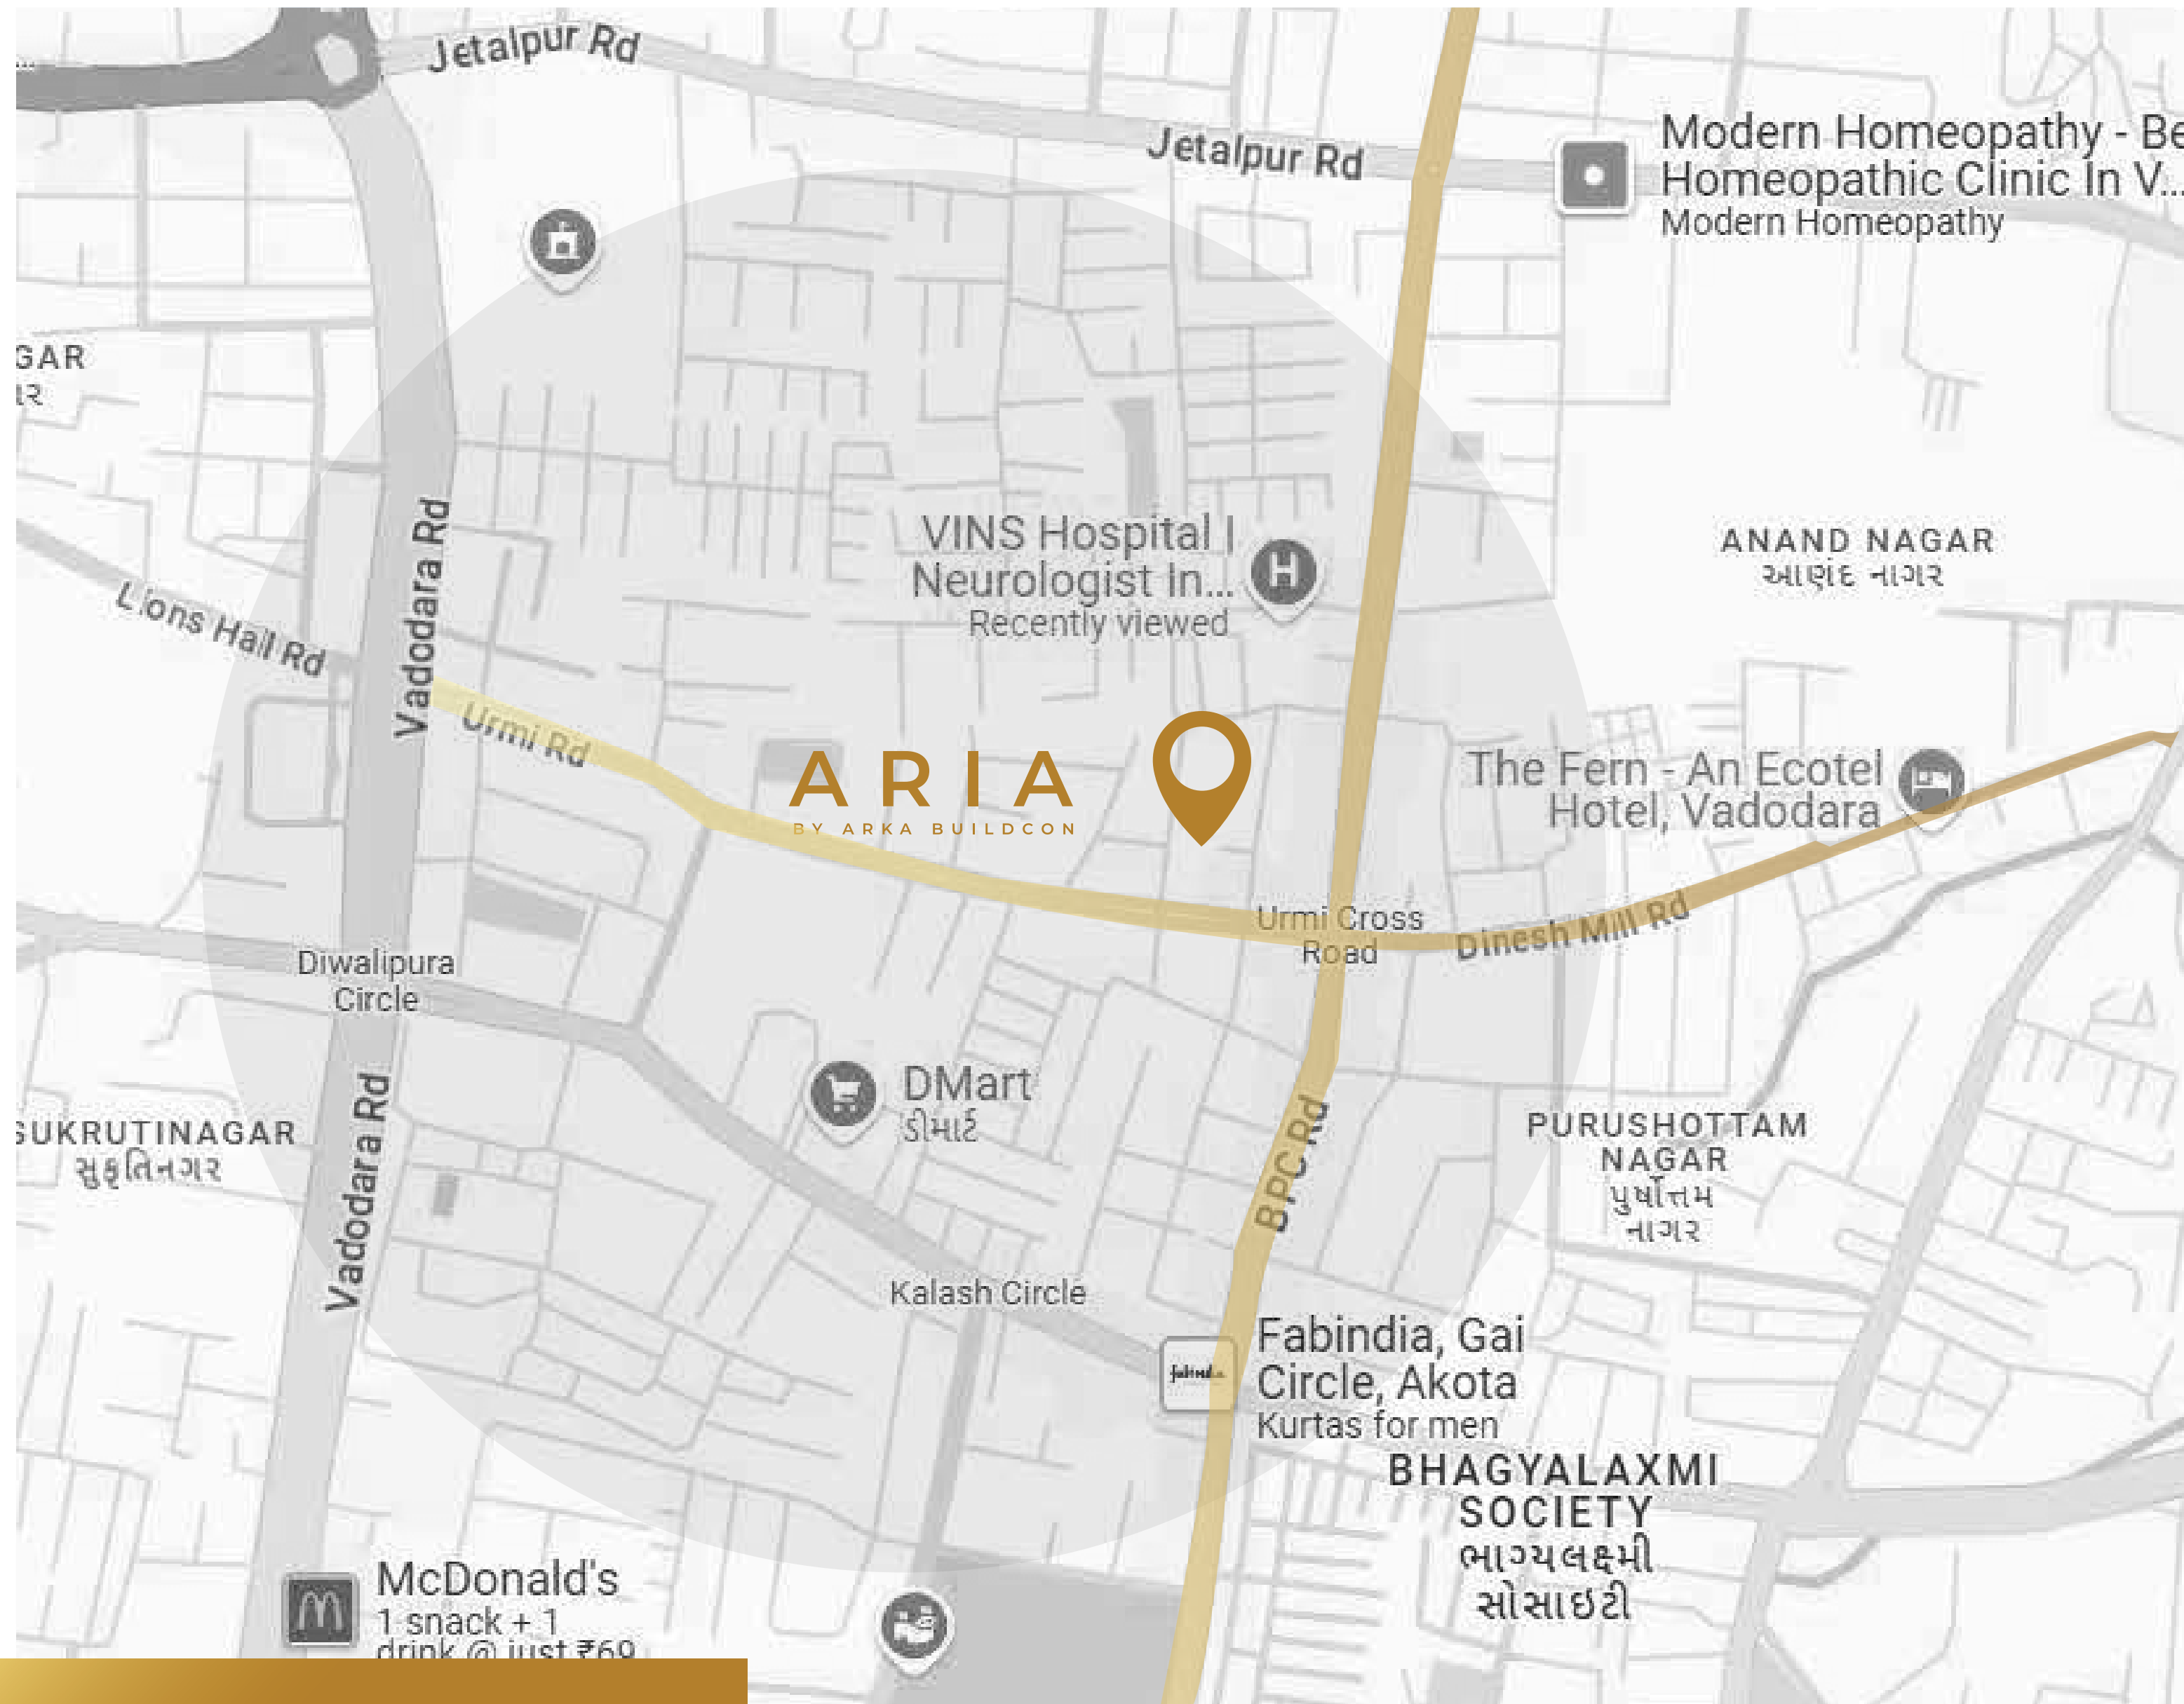 Jetalpur Rd
Jetalpur Rd
Modern Homeopathy - Be
Homeopathic Clinic In V...
Modern Homeopathy
GAR
Vadodara Rd
VINS Hospital |
Neurologist In...
Recently viewed
H
ANAND NAGAR
આણંદ નાગર
Lions Hall Rd
Urmi Rd
ARIA
BY ARKA BUILDCON
The Fern - An Ecotel
Hotel, Vadodara
Urmi Cross
Road
Dinesh Mill Rd
Diwalipura
Circle
DMart
ડીમાર્ટ
Vadodara Rd
SUKRUTINAGAR
સુકૃતિનગર
BPC Rd
PURUSHOTTAM
NAGAR
પુર્ષોત્તમ
નાગર
Kalash Circle
fabindia
Fabindia, Gai
Circle, Akota
Kurtas for men
BHAGYALAXMI
SOCIETY
ભાગ્યલક્ષ્મી
સોસાઇટી
McDonald's
1 snack + 1
drink @ just ₹69